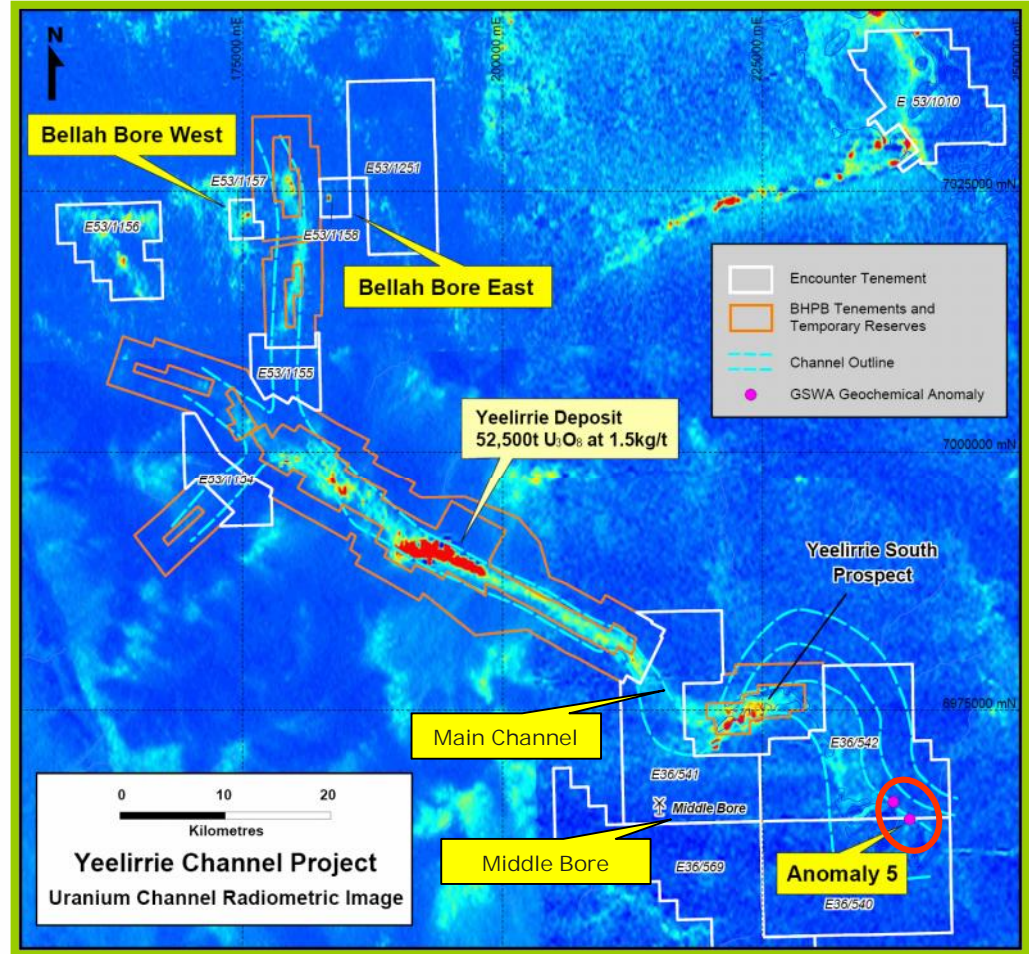 N
175000 mE
200000 mE
225000 mE
250000 mE
E 53/1010
Bellah Bore West
E53/1157
E53/1251
7025000 mN
E53/1156
E53/1158
Bellah Bore East
Encounter Tenement
BHPB Tenements and
Temporary Reserves
Channel Outline
GSWA Geochemical Anomaly
E53/1155
Yeelirrie Deposit
52,500t U₃O₈ at 1.5kg/t
7000000 mN
E53/1154
Yeelirrie South
Prospect
6975000 mN
Main Channel
E36/542
E36/541
Middle Bore
Middle Bore
E36/569
Anomaly 5
E36/540
0 10 20
Kilometres
Yeelirrie Channel Project
Uranium Channel Radiometric Image